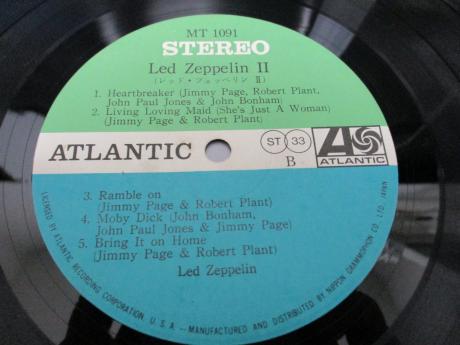 MT 1091
STEREO
Led Zeppelin II
(レッド・ツェッペリン II)
1. Heartbreaker (Jimmy Page, Robert Plant,
John Paul Jones & John Bonham)
2. Living Loving Maid (She's Just A Woman)
(Jimmy Page & Robert Plant)
ATLANTIC
ST 33
B
ATLANTIC
3. Ramble on
(Jimmy Page & Robert Plant)
4. Moby Dick (John Bonham,
John Paul Jones & Jimmy Page)
5. Bring It on Home
(Jimmy Page & Robert Plant)
Led Zeppelin
LICENSED BY ATLANTIC RECORDING CORPORATION, U.S.A.—MANUFACTURED AND DISTRIBUTED BY NIPPON GRAMMOPHON CO., LTD. JAPAN